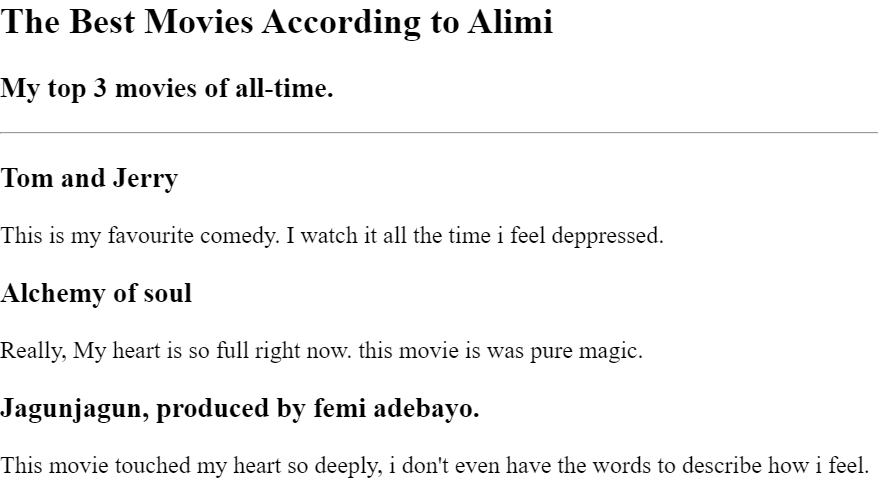 The Best Movies According to Alimi
My top 3 movies of all-time.
Tom and Jerry
This is my favourite comedy. I watch it all the time i feel deppressed.
Alchemy of soul
Really, My heart is so full right now. this movie is was pure magic.
Jagunjagun, produced by femi adebayo.
This movie touched my heart so deeply, i don't even have the words to describe how i feel.